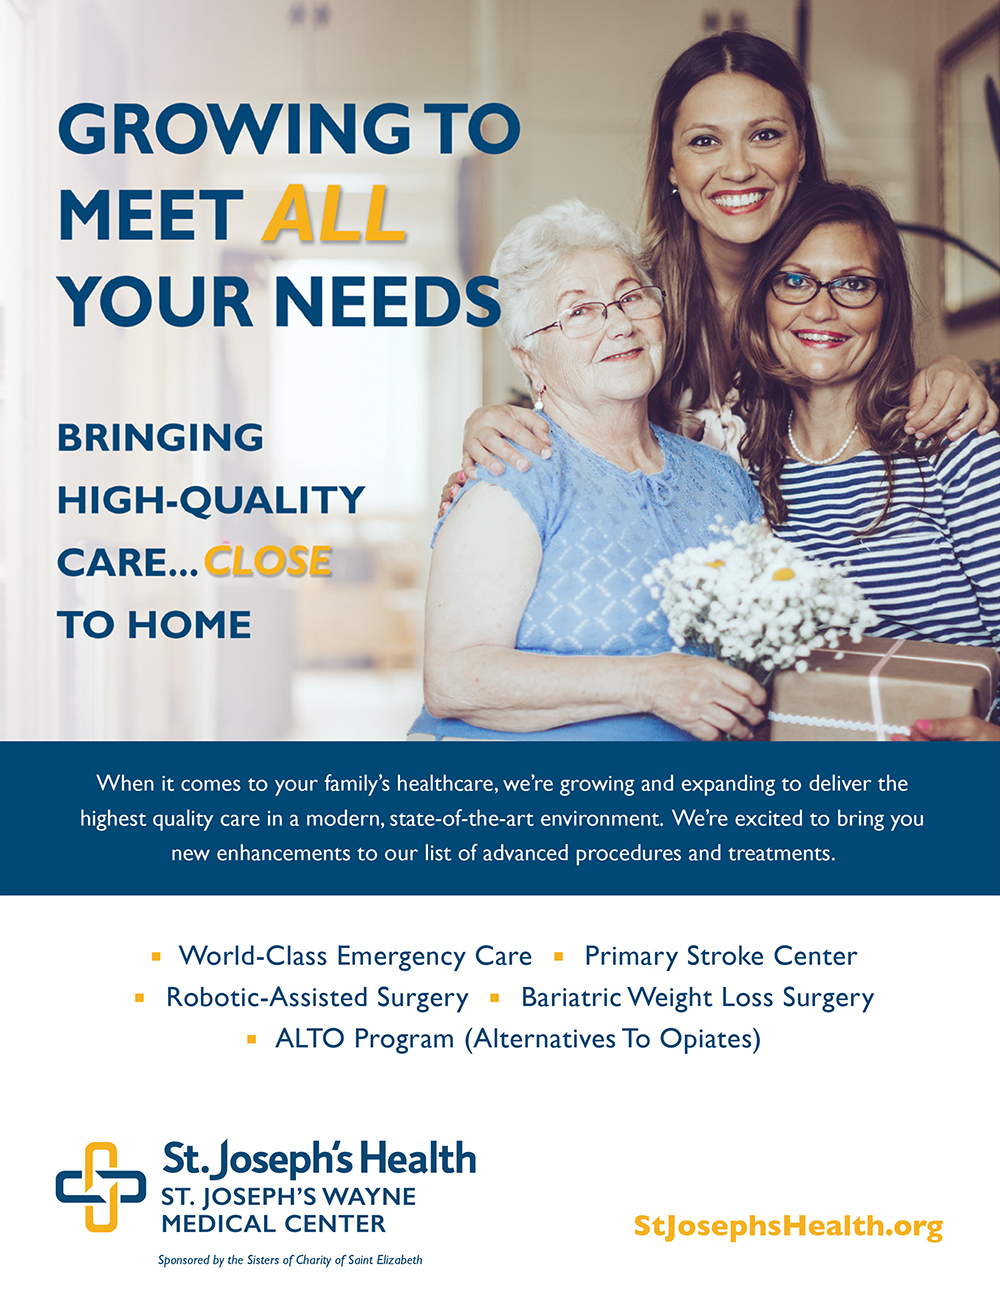 GROWING TO
MEET ALL
YOUR NEEDS
BRINGING
HIGH-QUALITY
CARE...CLOSE
TO HOME
When it comes to your family's healthcare, we're growing and expanding to deliver the
highest quality care in a modern, state-of-the-art environment. We're excited to bring you
new enhancements to our list of advanced procedures and treatments.
▪ World-Class Emergency Care ▪ Primary Stroke Center
▪ Robotic-Assisted Surgery ▪ Bariatric Weight Loss Surgery
▪ ALTO Program (Alternatives To Opiates)
St. Joseph's Health
ST. JOSEPH'S WAYNE
MEDICAL CENTER
Sponsored by the Sisters of Charity of Saint Elizabeth
StJosephsHealth.org